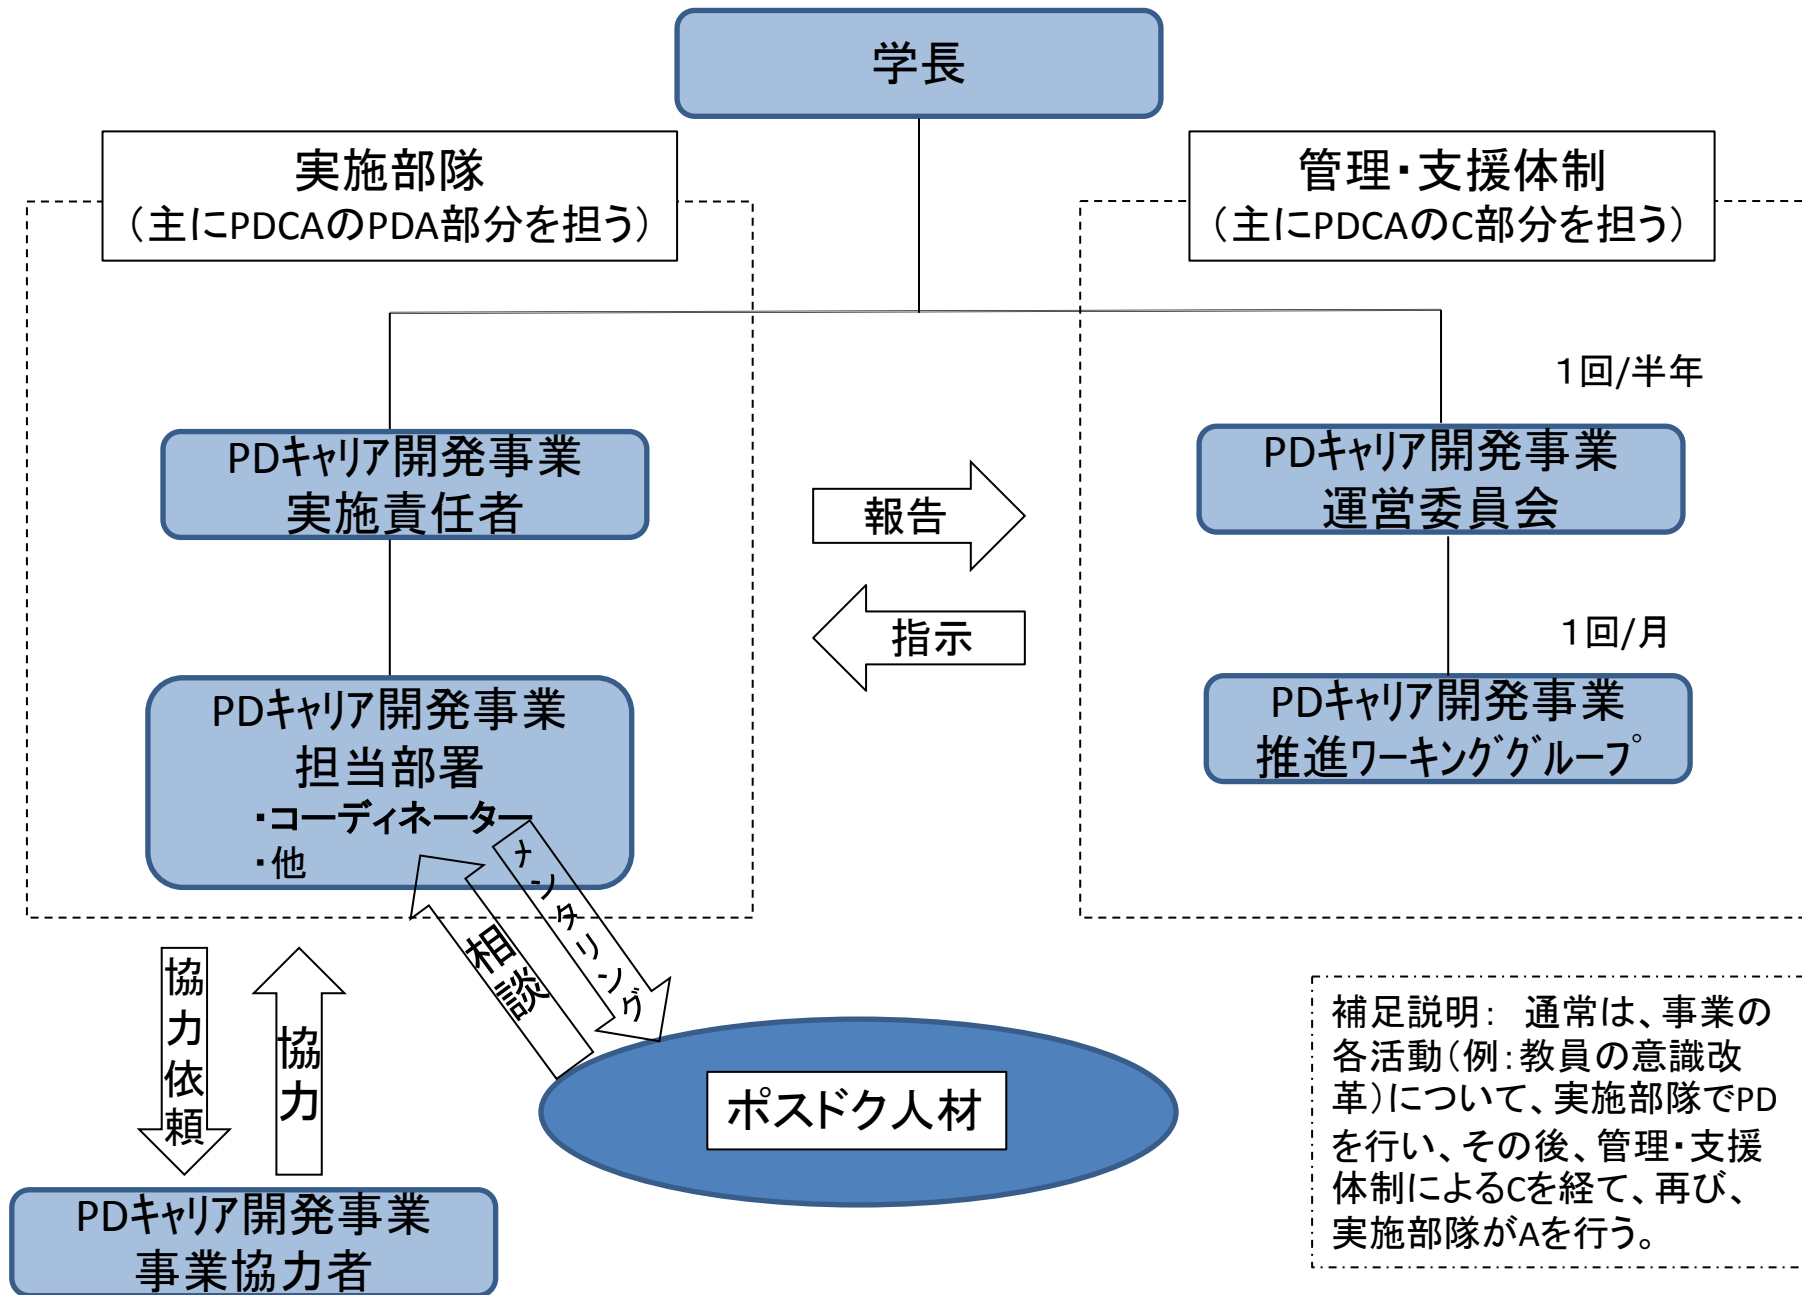 学長
実施部隊
（主にPDCAのPDA部分を担う）
管理・支援体制
（主にPDCAのC部分を担う）
1回/半年
PDキャリア開発事業
実施責任者
PDキャリア開発事業
運営委員会
報告
指示
1回/月
PDキャリア開発事業
担当部署
・コーディネーター
・他
PDキャリア開発事業
推進ワーキンググループ
メンタリング
相談
協力依頼
協力
ポスドク人材
PDキャリア開発事業
事業協力者
補足説明：　通常は、事業の
各活動（例：教員の意識改
革）について、実施部隊でPD
を行い、その後、管理・支援
体制によるCを経て、再び、
実施部隊がAを行う。